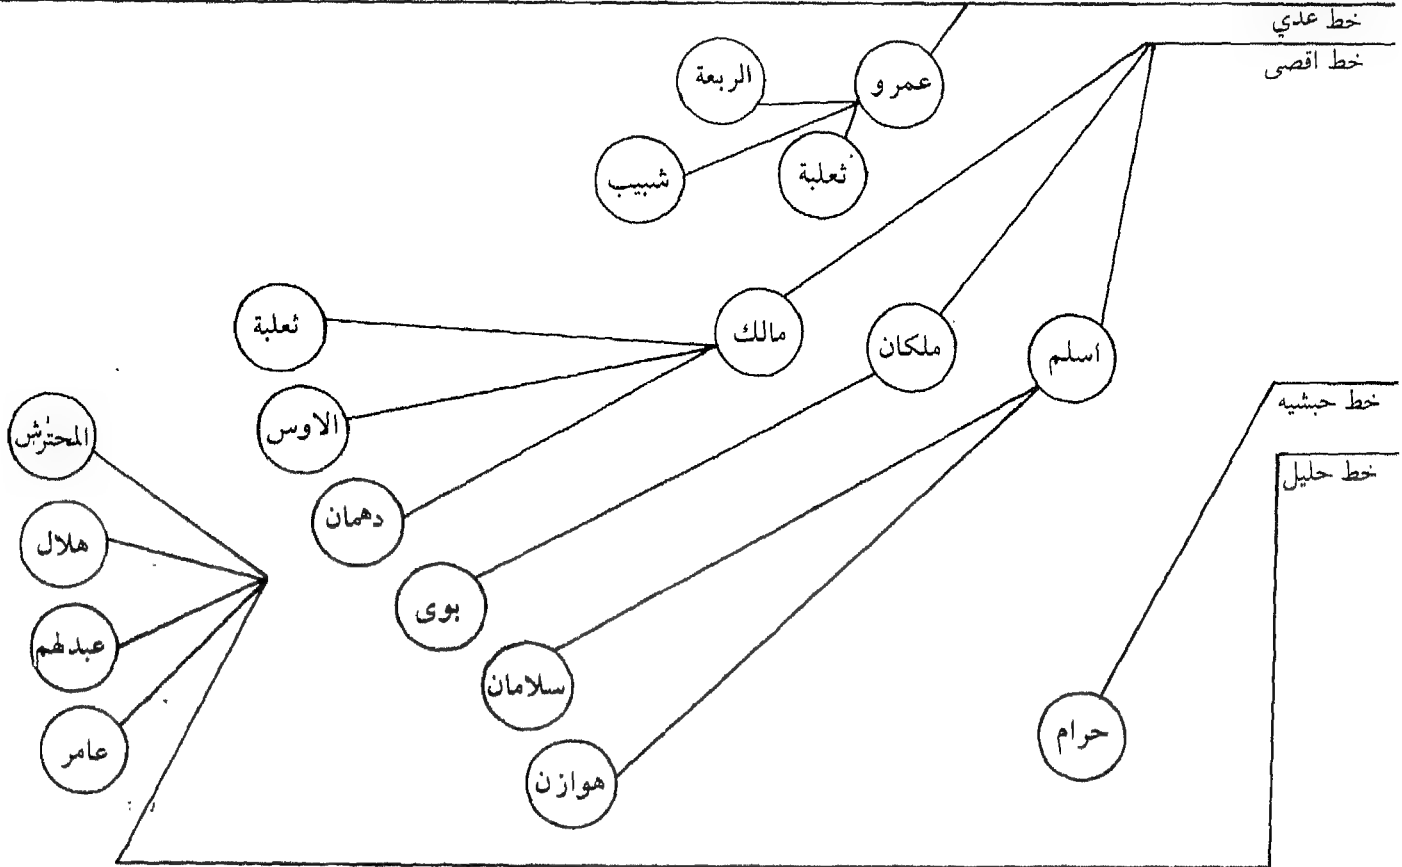 خط عدي
خط اقصى
عمرو
الربعة
ثعلبة
شبيب
اسلم
ملكان
مالك
ثعلبة
الاوس
دهمان
بوى
سلامان
هوازن
خط حبشيه
خط حليل
حرام
المحترش
هلال
عبدلهم
عامر